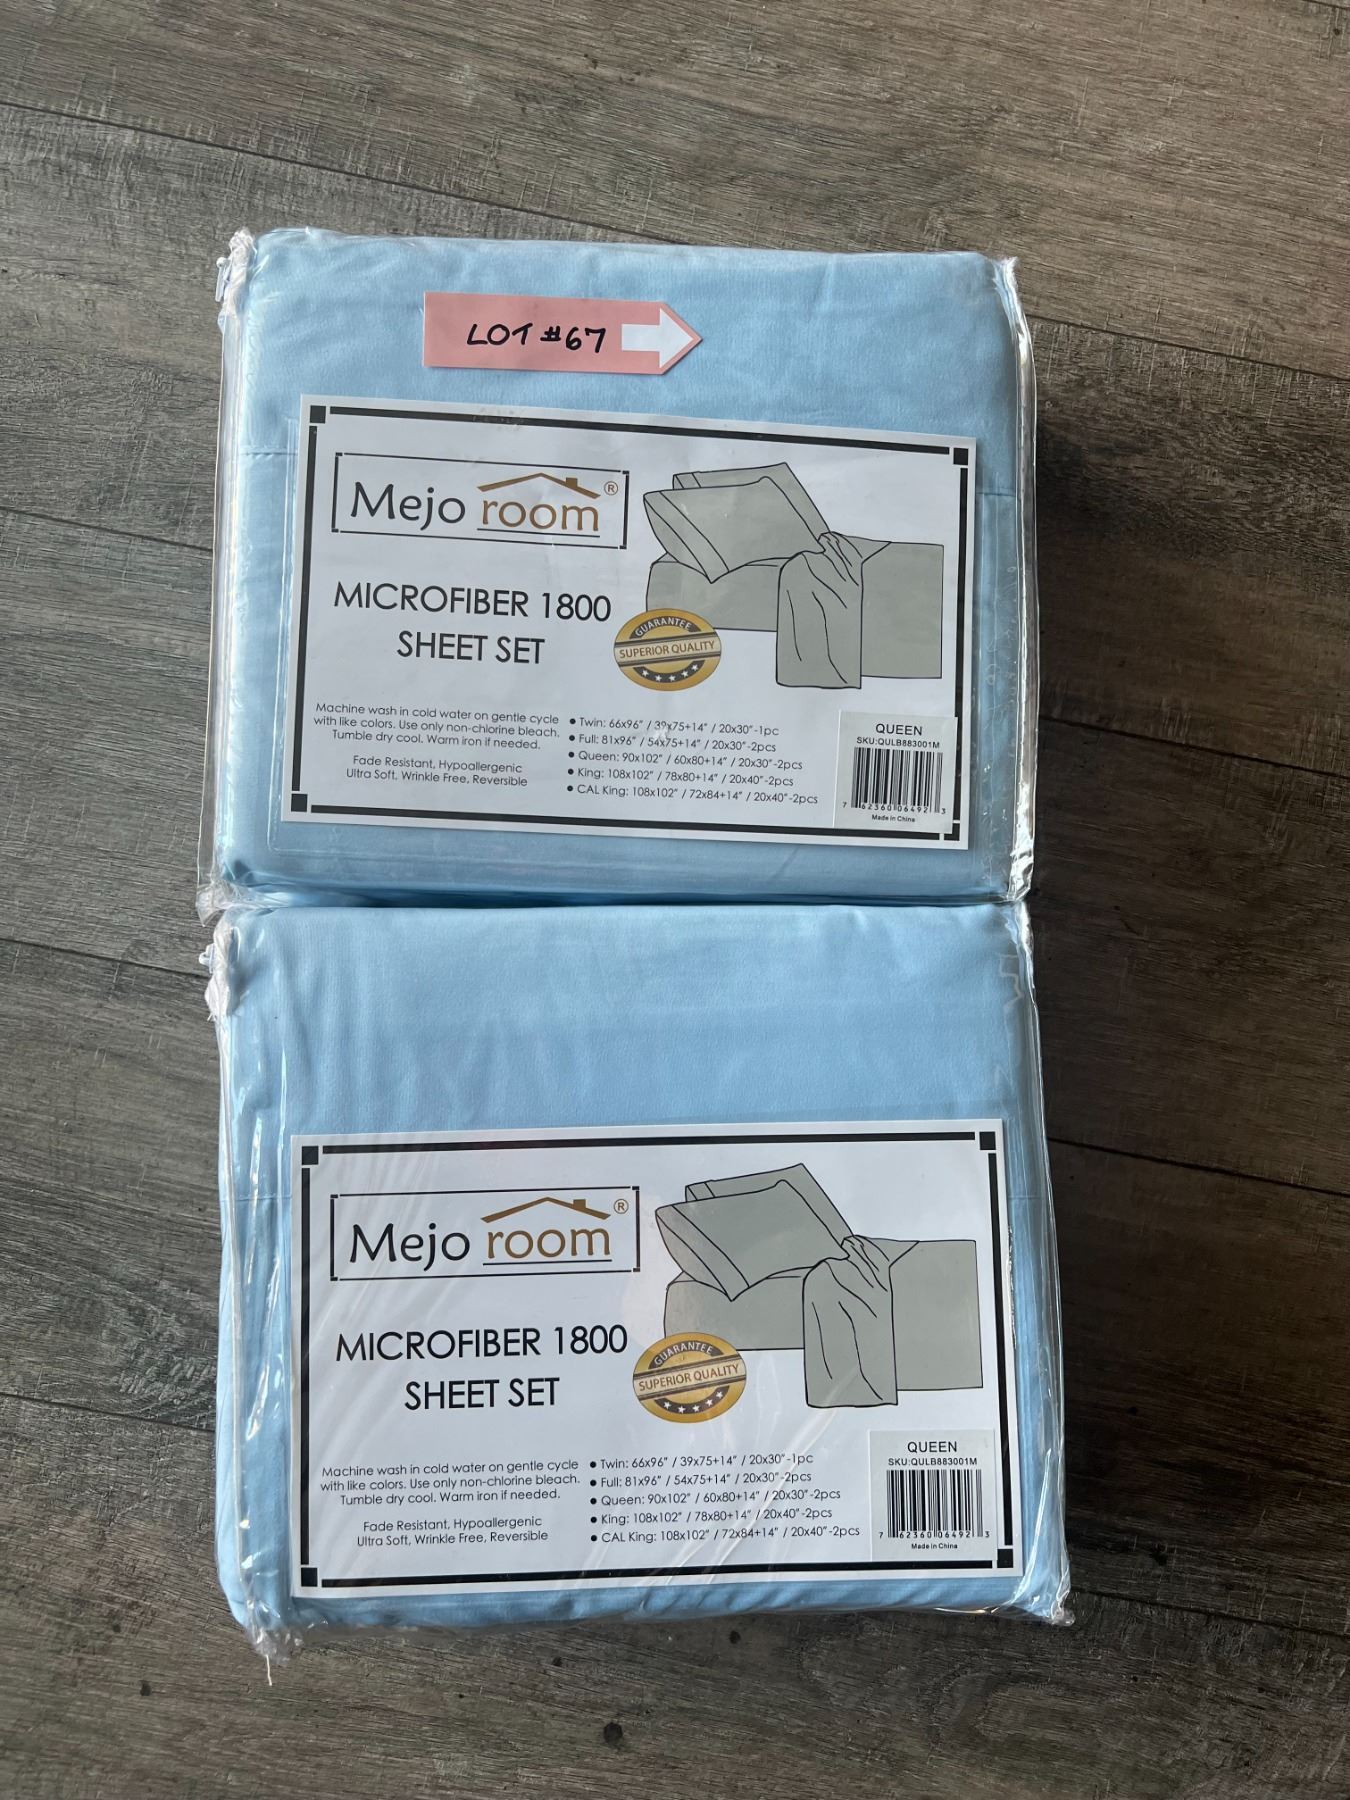 LOT #67
Mejo room®
MICROFIBER 1800
SHEET SET
GUARANTEE
SUPERIOR QUALITY
Machine wash in cold water on gentle cycle
with like colors. Use only non-chlorine bleach.
Tumble dry cool. Warm iron if needed.
Fade Resistant, Hypoallergenic
Ultra Soft, Wrinkle Free, Reversible
• Twin: 66x96" / 39x75+14" / 20x30"-1pc
• Full: 81x96" / 54x75+14" / 20x30"-2pcs
• Queen: 90x102" / 60x80+14" / 20x30"-2pcs
• King: 108x102" / 78x80+14" / 20x40"-2pcs
• CAL King: 108x102" / 72x84+14" / 20x40"-2pcs
QUEEN
SKU:QULB883001M
7 62360 06492 3
Made in China
Mejo room®
MICROFIBER 1800
SHEET SET
GUARANTEE
SUPERIOR QUALITY
Machine wash in cold water on gentle cycle
with like colors. Use only non-chlorine bleach.
Tumble dry cool. Warm iron if needed.
Fade Resistant, Hypoallergenic
Ultra Soft, Wrinkle Free, Reversible
• Twin: 66x96" / 39x75+14" / 20x30"-1pc
• Full: 81x96" / 54x75+14" / 20x30"-2pcs
• Queen: 90x102" / 60x80+14" / 20x30"-2pcs
• King: 108x102" / 78x80+14" / 20x40"-2pcs
• CAL King: 108x102" / 72x84+14" / 20x40"-2pcs
QUEEN
SKU:QULB883001M
7 62360 06492 3
Made in China